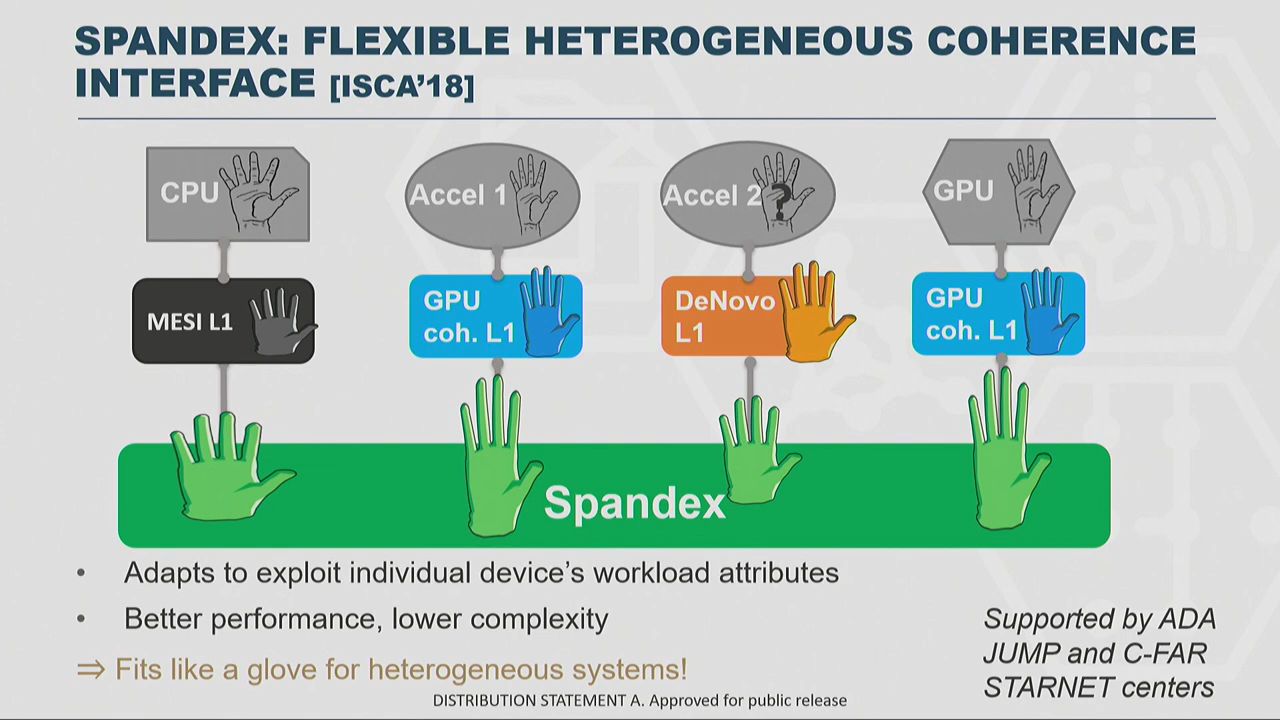 SPANDEX: FLEXIBLE HETEROGENEOUS COHERENCE
INTERFACE [ISCA'18]
CPU
Accel 1
Accel 2
?
GPU
MESI L1
GPU
coh. L1
DeNovo
L1
GPU
coh. L1
Spandex
• Adapts to exploit individual device's workload attributes
• Better performance, lower complexity
⇒ Fits like a glove for heterogeneous systems!
Supported by ADA
JUMP and C-FAR
STARNET centers
DISTRIBUTION STATEMENT A. Approved for public release